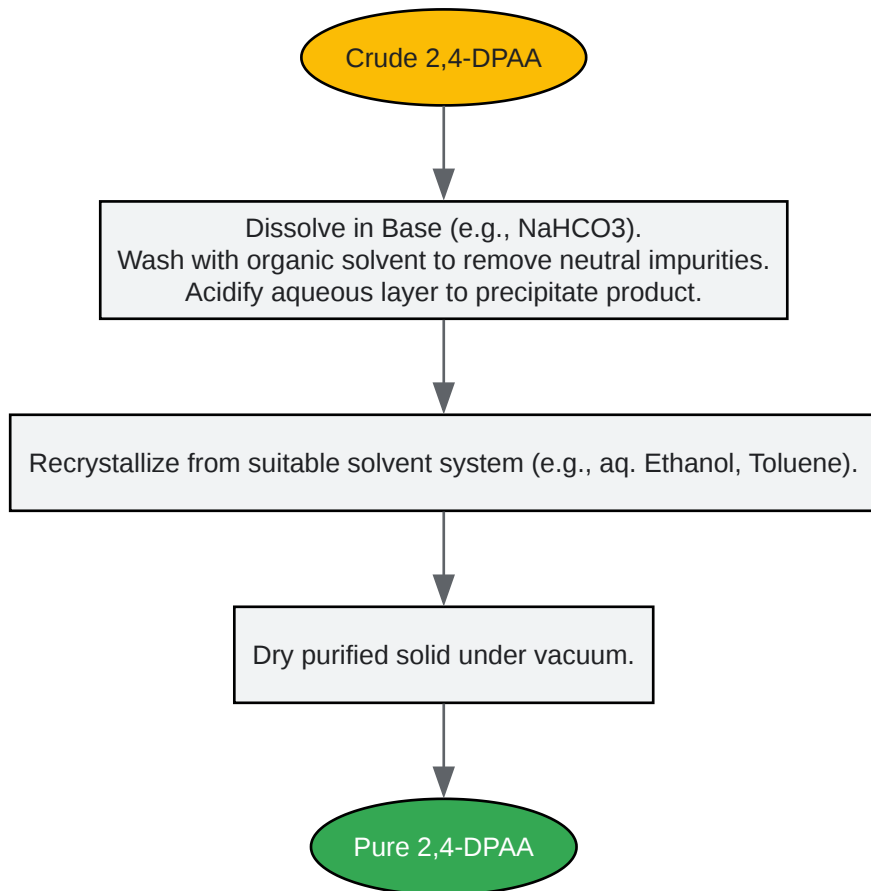 Crude 2,4-DPAA
Dissolve in Base (e.g., NaHCO3).
Wash with organic solvent to remove neutral impurities.
Acidify aqueous layer to precipitate product.
Recrystallize from suitable solvent system (e.g., aq. Ethanol, Toluene).
Dry purified solid under vacuum.
Pure 2,4-DPAA